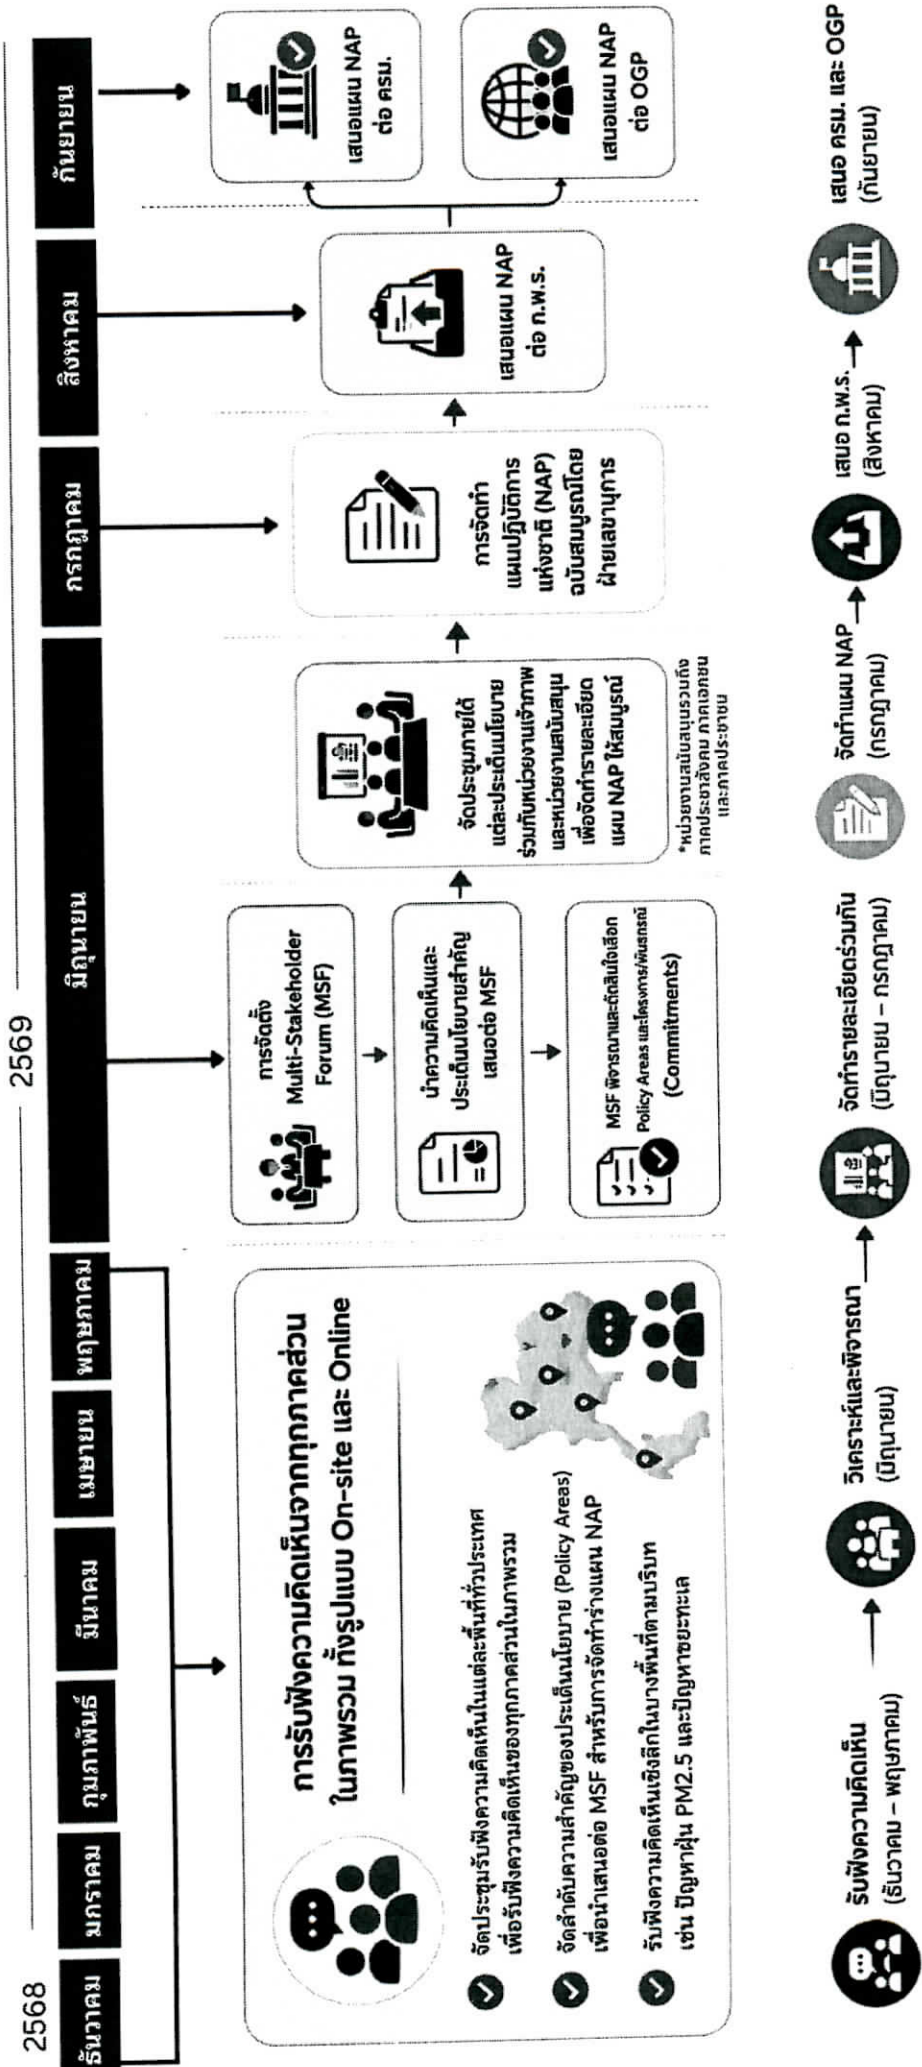 2568
2569
ธันวาคม
มกราคม
กุมภาพันธ์
มีนาคม
เมษายน
พฤษภาคม
มิถุนายน
กรกฎาคม
สิงหาคม
กันยายน
การรับฟังความคิดเห็นจากทุกภาคส่วน
ในภาพรวม ทั้งรูปแบบ On-site และ Online
จัดประชุมรับฟังความคิดเห็นในแต่ละพื้นที่ทั่วประเทศ
เพื่อรับฟังความคิดเห็นของทุกภาคส่วนในภาพรวม
จัดลำดับความสำคัญของประเด็นนโยบาย (Policy Areas)
เพื่อนำเสนอต่อ MSF สำหรับการจัดทำร่างแผน NAP
รับฟังความคิดเห็นเชิงลึกในบางพื้นที่ตามบริบท
เช่น ปัญหาฝุ่น PM2.5 และปัญหาขยะทะเล
การจัดตั้ง
Multi-Stakeholder
Forum (MSF)
นำความคิดเห็นและ
ประเด็นนโยบายสำคัญ
เสนอต่อ MSF
MSF พิจารณาและตัดสินใจเลือก
Policy Areas และโครงการ/พันธกรณี
(Commitments)
จัดประชุมภายใต้
แต่ละประเด็นนโยบาย
ร่วมกับหน่วยงานเจ้าภาพ
และหน่วยงานสนับสนุน
เพื่อจัดทำรายละเอียด
แผน NAP ให้สมบูรณ์
*หน่วยงานสนับสนุนรวมถึง
ภาคประชาสังคม ภาคเอกชน
และภาคประชาชน
การจัดทำ
แผนปฏิบัติการ
แห่งชาติ (NAP)
ฉบับสมบูรณ์โดย
ฝ่ายเลขานุการ
เสนอแผน NAP
ต่อ ก.พ.ร.
เสนอแผน NAP
ต่อ ครม.
เสนอแผน NAP
ต่อ OGP
รับฟังความคิดเห็น
(ธันวาคม – พฤษภาคม)
วิเคราะห์และพิจารณา
(มิถุนายน)
จัดทำรายละเอียดร่วมกัน
(มิถุนายน – กรกฎาคม)
จัดทำแผน NAP
(กรกฎาคม)
เสนอ ก.พ.ร.
(สิงหาคม)
เสนอ ครม. และ OGP
(กันยายน)